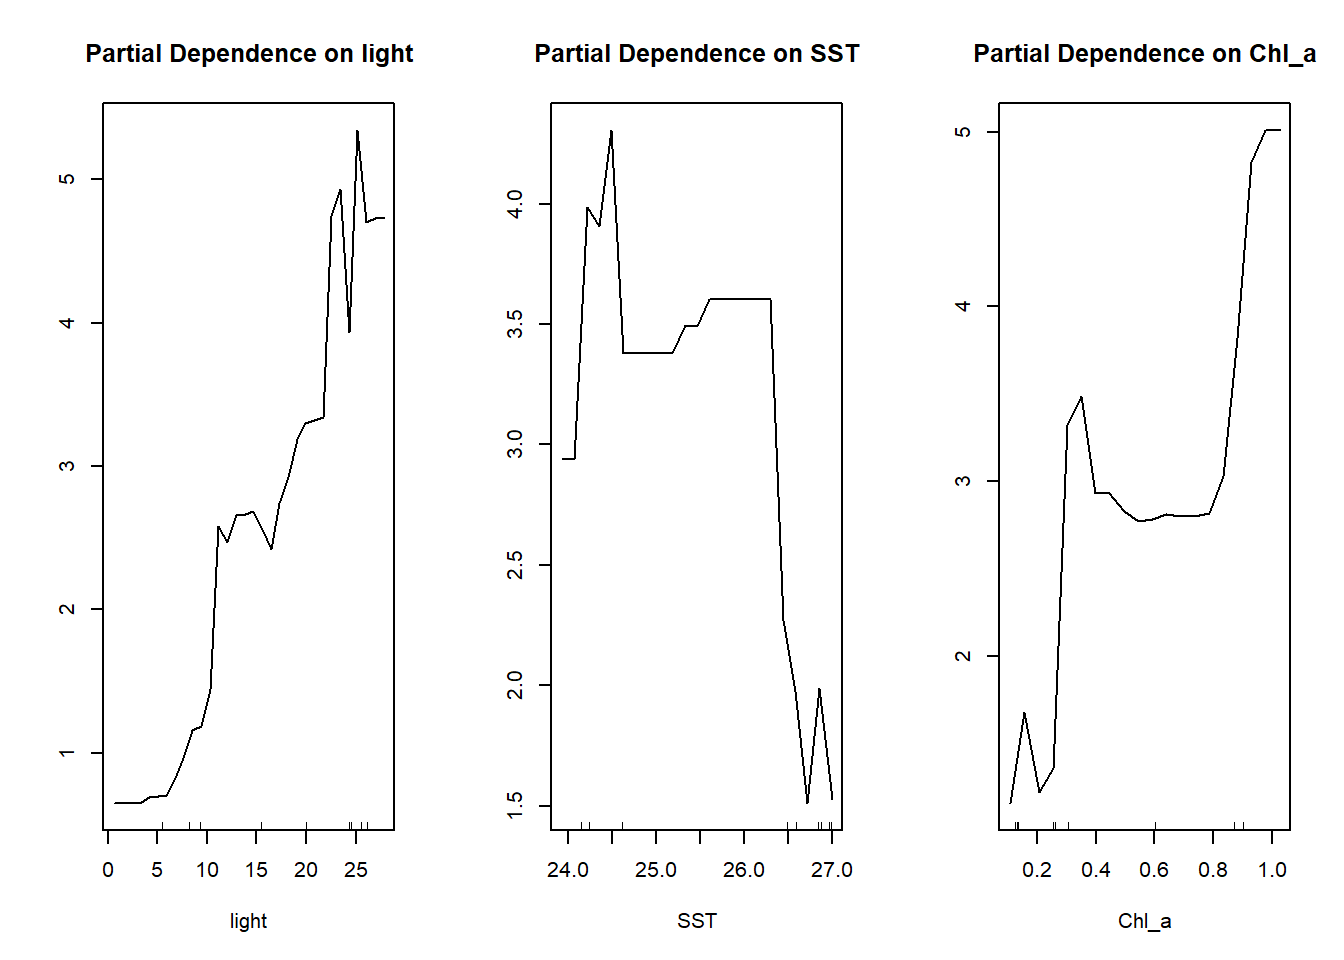 Partial Dependence on light
5
4
3
2
1
0 5 10 15 20 25
light
Partial Dependence on SST
4.0
3.5
3.0
2.5
2.0
1.5
24.0 25.0 26.0 27.0
SST
Partial Dependence on Chl_a
5
4
3
2
0.2 0.4 0.6 0.8 1.0
Chl_a